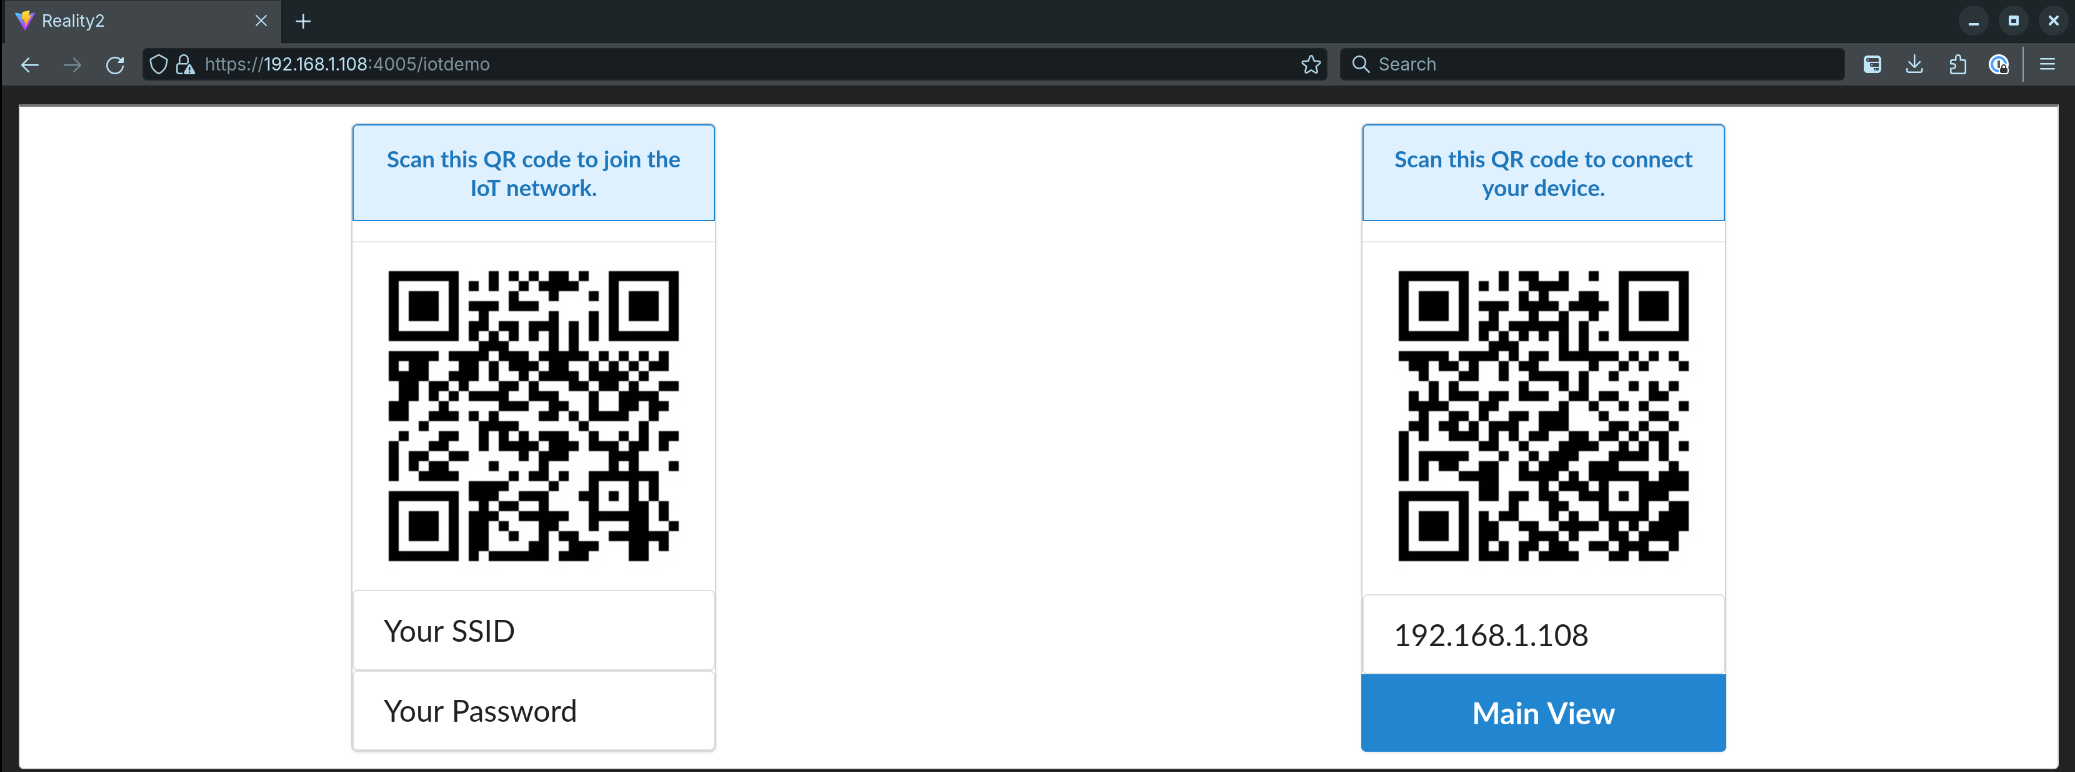 Reality2
https://192.168.1.108:4005/iotdemo
Search
Scan this QR code to join the
IoT network.
Your SSID
Your Password
Scan this QR code to connect
your device.
192.168.1.108
Main View